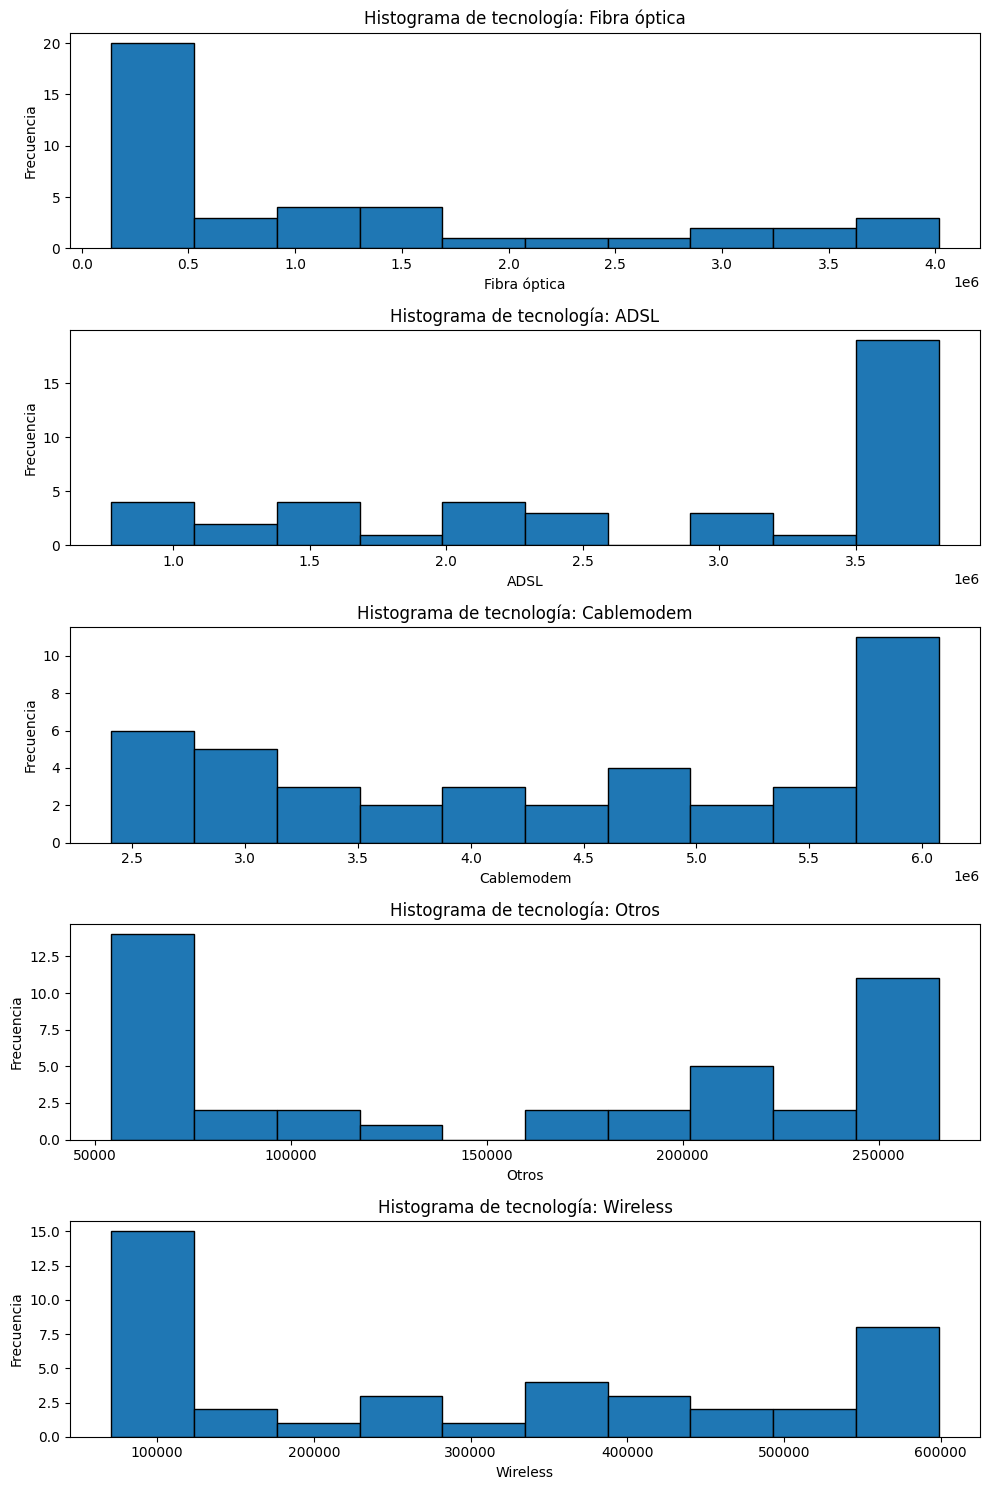 Histograma de tecnología: Fibra óptica
20
15
10
5
0
Frecuencia
0.0 0.5 1.0 1.5 2.0 2.5 3.0 3.5 4.0
1e6
Fibra óptica
Histograma de tecnología: ADSL
15
10
5
0
Frecuencia
1.0 1.5 2.0 2.5 3.0 3.5
1e6
ADSL
Histograma de tecnología: Cablemodem
10
8
6
4
2
0
Frecuencia
2.5 3.0 3.5 4.0 4.5 5.0 5.5 6.0
1e6
Cablemodem
Histograma de tecnología: Otros
12.5
10.0
7.5
5.0
2.5
0.0
Frecuencia
50000 100000 150000 200000 250000
Otros
Histograma de tecnología: Wireless
15.0
12.5
10.0
7.5
5.0
2.5
0.0
Frecuencia
100000 200000 300000 400000 500000 600000
Wireless